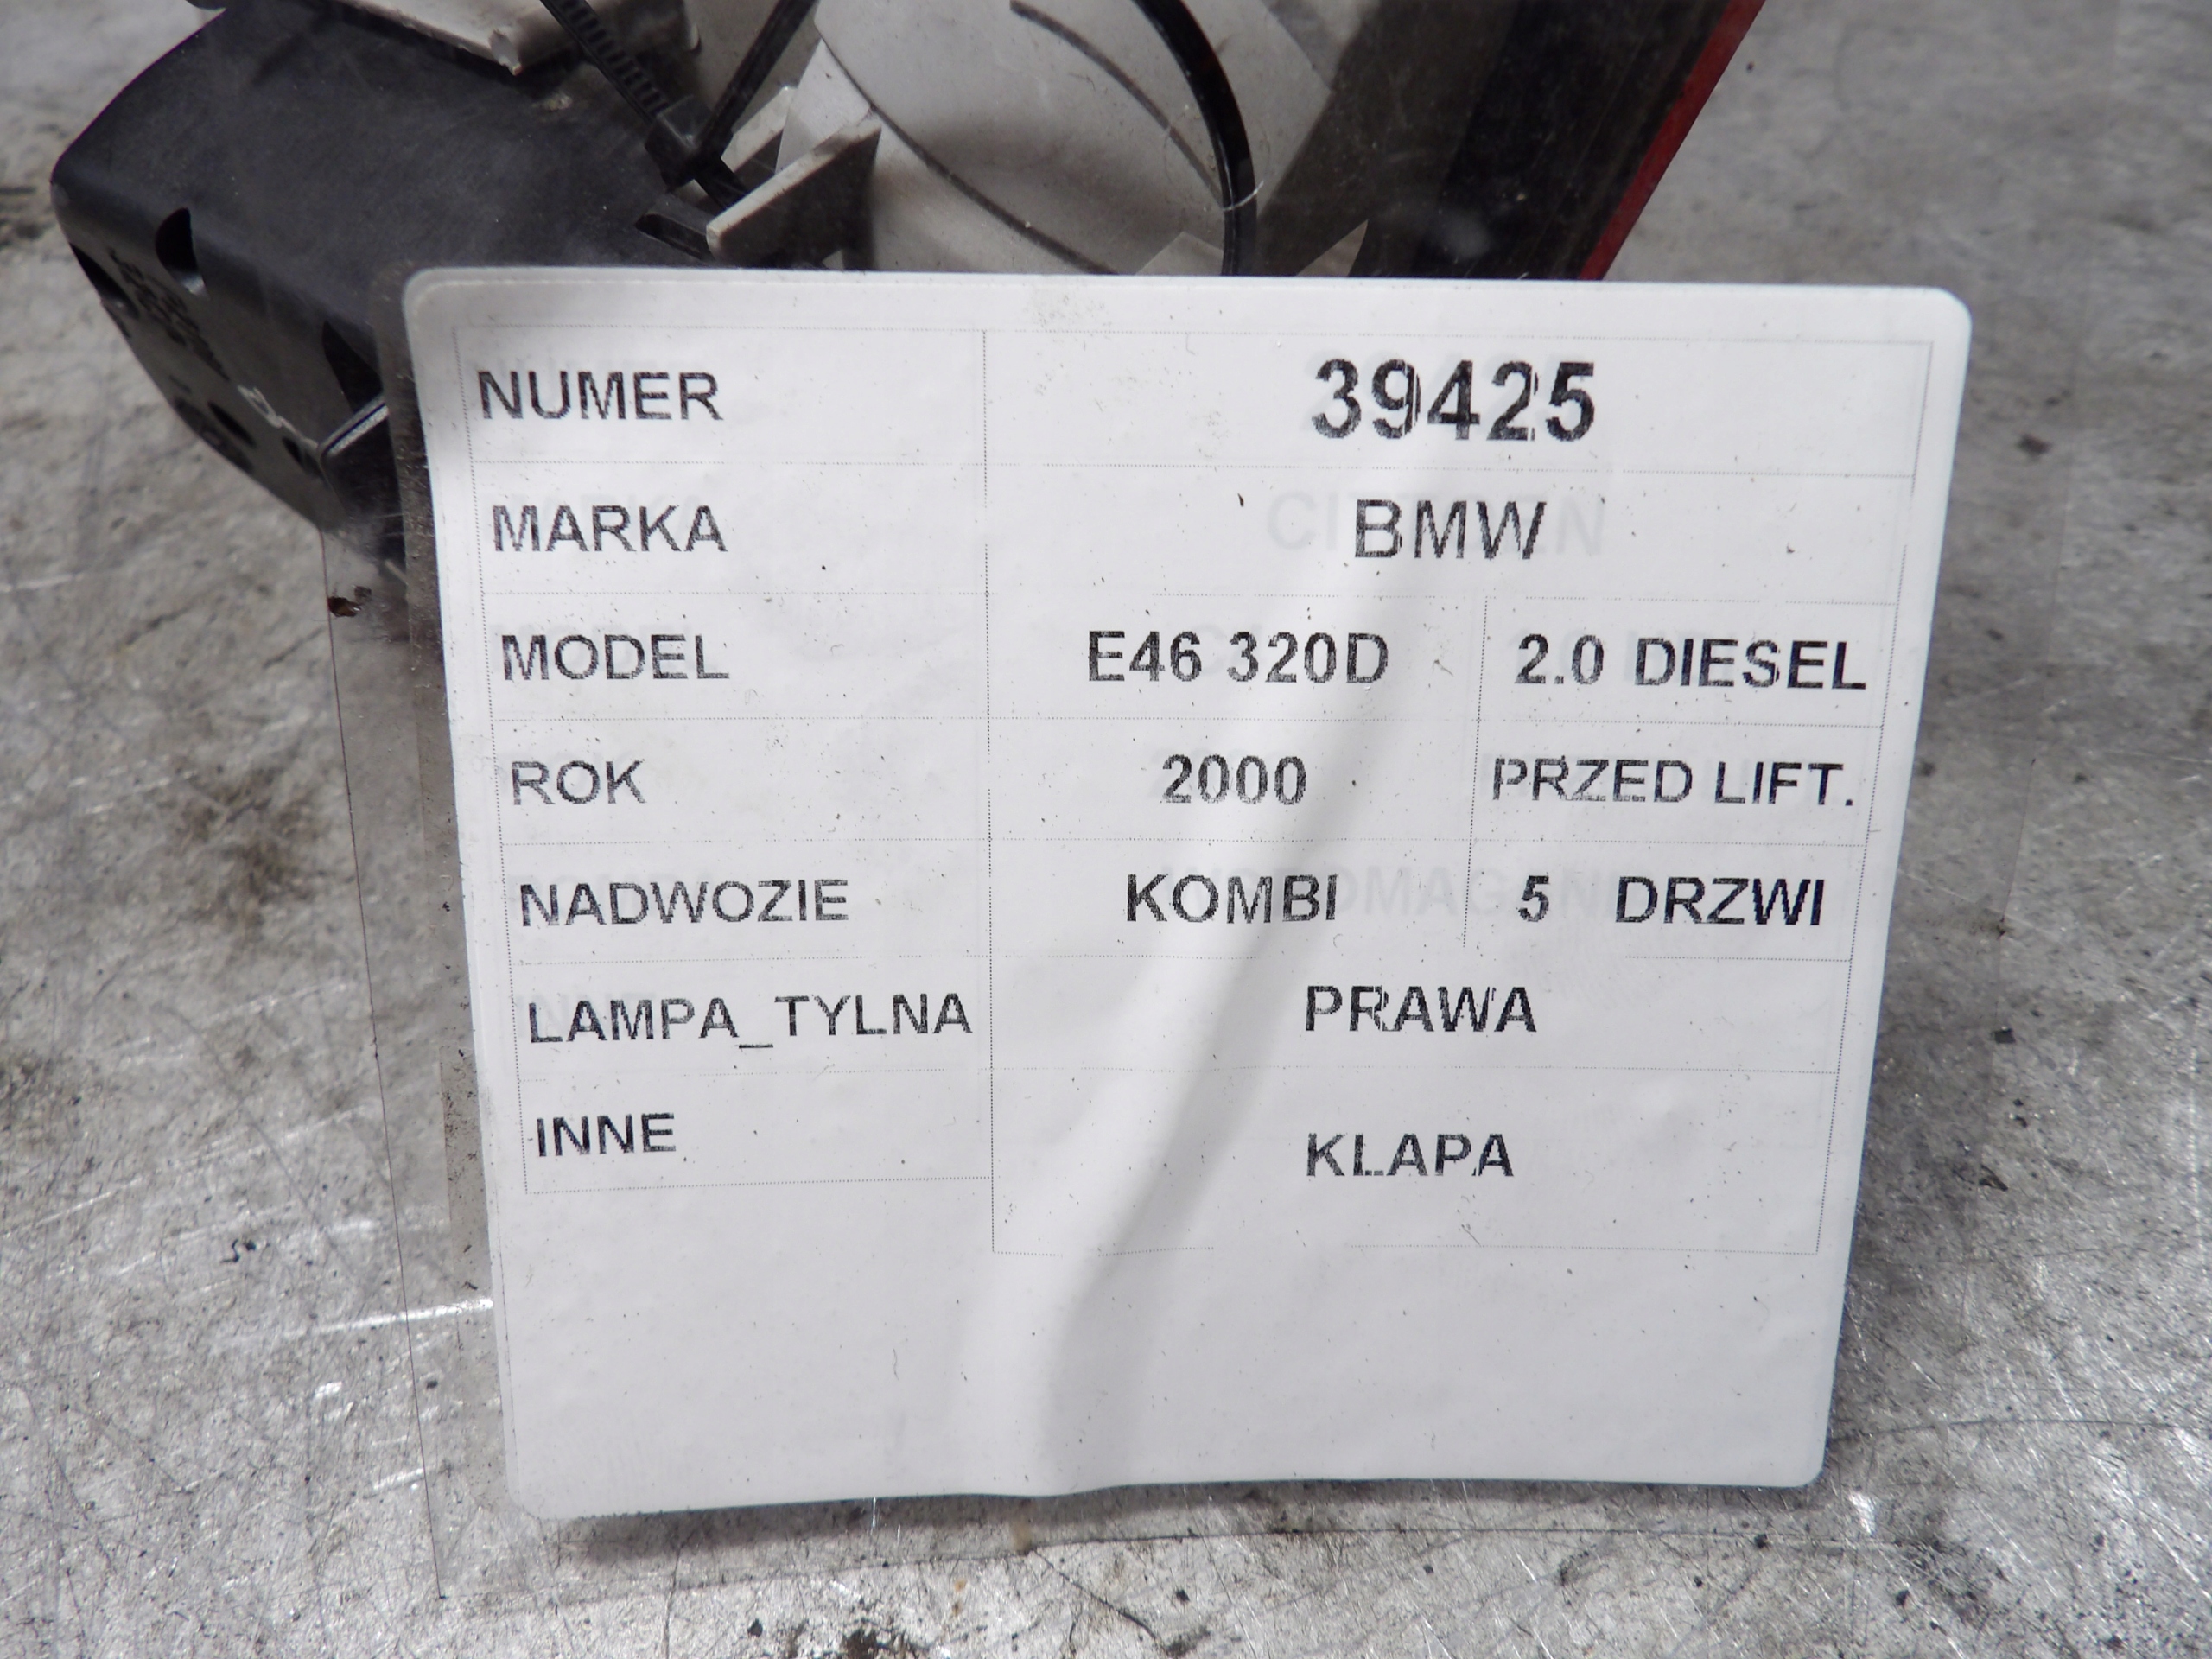 NUMER 39425
MARKA BMW
MODEL E46 320D 2.0 DIESEL
ROK 2000 PRZED LIFT.
NADWOZIE KOMBI 5 DRZWI
LAMPA_TYLNA PRAWA
INNE KLAPA